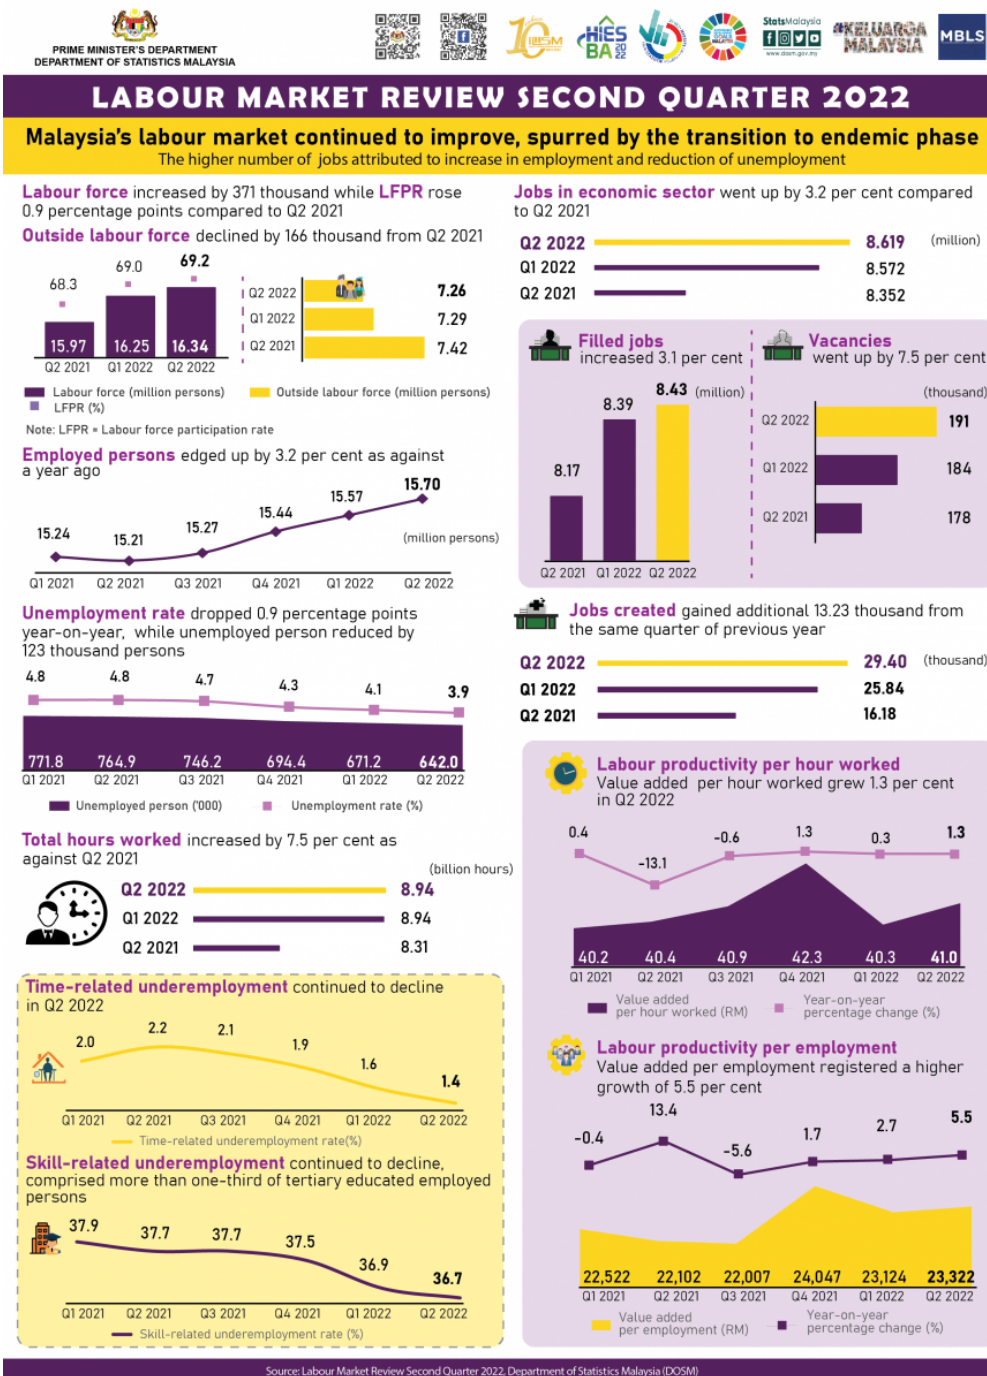 PRIME MINISTER'S DEPARTMENT
DEPARTMENT OF STATISTICS MALAYSIA
HIES
BA
2022
StatsMalaysia
www.dosm.gov.my
#KELUARGA
MALAYSIA
MBLS
LABOUR MARKET REVIEW SECOND QUARTER 2022
Malaysia's labour market continued to improve, spurred by the transition to endemic phase
The higher number of jobs attributed to increase in employment and reduction of unemployment
Labour force increased by 371 thousand while LFPR rose
0.9 percentage points compared to Q2 2021
Outside labour force declined by 166 thousand from Q2 2021
68.3 69.0 69.2
15.97 16.25 16.34
Q2 2021 Q1 2022 Q2 2022
Q2 2022 7.26
Q1 2022 7.29
Q2 2021 7.42
Labour force (million persons)
LFPR (%)
Outside labour force (million persons)
Note: LFPR = Labour force participation rate
Employed persons edged up by 3.2 per cent as against
a year ago
15.24 15.21 15.27 15.44 15.57 15.70
(million persons)
Q1 2021 Q2 2021 Q3 2021 Q4 2021 Q1 2022 Q2 2022
Unemployment rate dropped 0.9 percentage points
year-on-year, while unemployed person reduced by
123 thousand persons
4.8 4.8 4.7 4.3 4.1 3.9
771.8 764.9 746.2 694.4 671.2 642.0
Q1 2021 Q2 2021 Q3 2021 Q4 2021 Q1 2022 Q2 2022
Unemployed person ('000) Unemployment rate (%)
Total hours worked increased by 7.5 per cent as
against Q2 2021
(billion hours)
Q2 2022 8.94
Q1 2022 8.94
Q2 2021 8.31
Time-related underemployment continued to decline
in Q2 2022
2.0 2.2 2.1 1.9 1.6 1.4
Q1 2021 Q2 2021 Q3 2021 Q4 2021 Q1 2022 Q2 2022
Time-related underemployment rate(%)
Skill-related underemployment continued to decline,
comprised more than one-third of tertiary educated employed
persons
37.9 37.7 37.7 37.5 36.9 36.7
Q1 2021 Q2 2021 Q3 2021 Q4 2021 Q1 2022 Q2 2022
Skill-related underemployment rate (%)
Jobs in economic sector went up by 3.2 per cent compared
to Q2 2021
Q2 2022 8.619 (million)
Q1 2022 8.572
Q2 2021 8.352
Filled jobs
increased 3.1 per cent
8.17 8.39 8.43 (million)
Q2 2021 Q1 2022 Q2 2022
Vacancies
went up by 7.5 per cent
(thousand)
Q2 2022 191
Q1 2022 184
Q2 2021 178
Jobs created gained additional 13.23 thousand from
the same quarter of previous year
Q2 2022 29.40 (thousand)
Q1 2022 25.84
Q2 2021 16.18
Labour productivity per hour worked
Value added per hour worked grew 1.3 per cent
in Q2 2022
0.4 -13.1 -0.6 1.3 0.3 1.3
40.2 40.4 40.9 42.3 40.3 41.0
Q1 2021 Q2 2021 Q3 2021 Q4 2021 Q1 2022 Q2 2022
Value added
per hour worked (RM)
Year-on-year
percentage change (%)
Labour productivity per employment
Value added per employment registered a higher
growth of 5.5 per cent
-0.4 13.4 -5.6 1.7 2.7 5.5
22,522 22,102 22,007 24,047 23,124 23,322
Q1 2021 Q2 2021 Q3 2021 Q4 2021 Q1 2022 Q2 2022
Value added
per employment (RM)
Year-on-year
percentage change (%)
Source: Labour Market Review Second Quarter 2022, Department of Statistics Malaysia (DOSM)